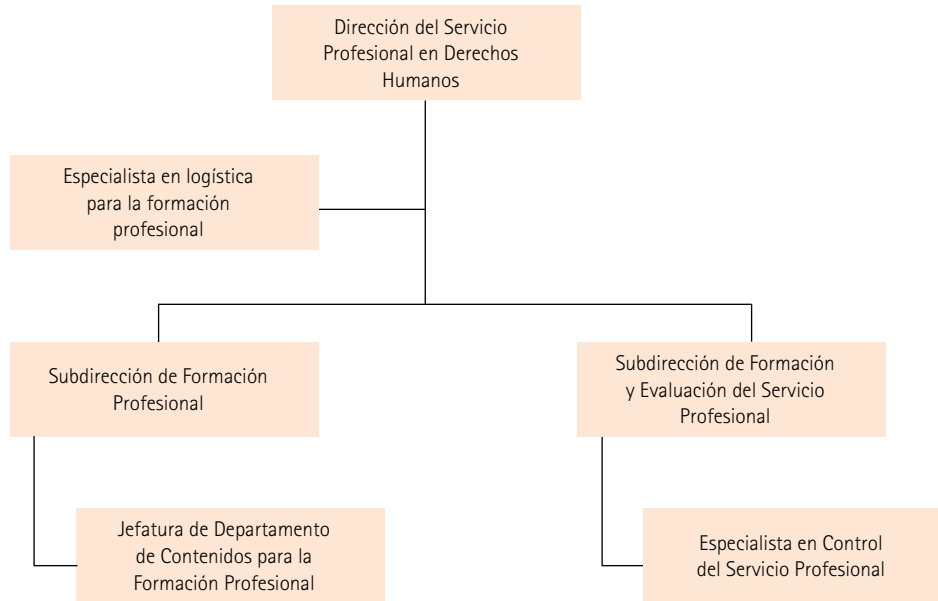 Dirección del Servicio
Profesional en Derechos
Humanos
Especialista en logística
para la formación
profesional
Subdirección de Formación
Profesional
Subdirección de Formación
y Evaluación del Servicio
Profesional
Jefatura de Departamento
de Contenidos para la
Formación Profesional
Especialista en Control
del Servicio Profesional